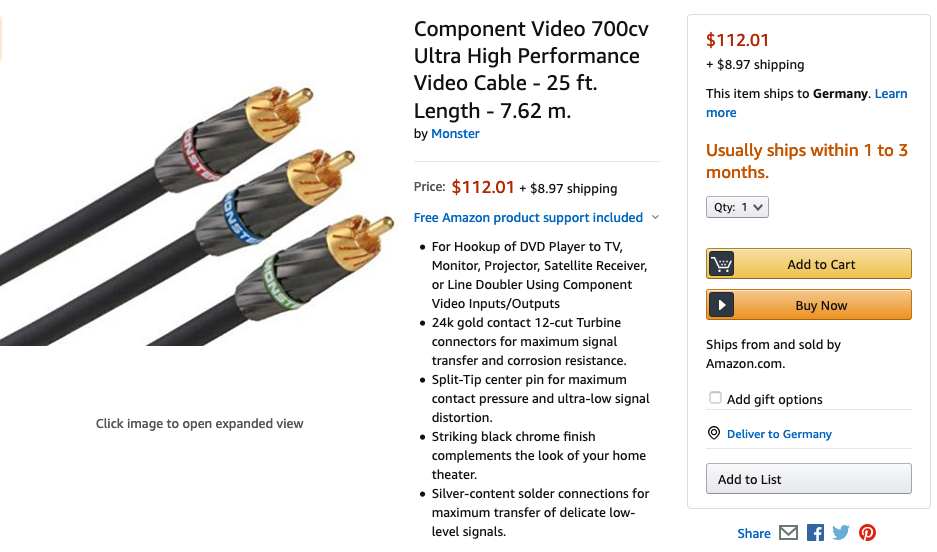 MONSTER
MONSTER
MONSTER
Click image to open expanded view
Component Video 700cv
Ultra High Performance
Video Cable - 25 ft.
Length - 7.62 m.
by Monster
Price: $112.01 + $8.97 shipping
Free Amazon product support included
• For Hookup of DVD Player to TV,
Monitor, Projector, Satellite Receiver,
or Line Doubler Using Component
Video Inputs/Outputs
• 24k gold contact 12-cut Turbine
connectors for maximum signal
transfer and corrosion resistance.
• Split-Tip center pin for maximum
contact pressure and ultra-low signal
distortion.
• Striking black chrome finish
complements the look of your home
theater.
• Silver-content solder connections for
maximum transfer of delicate low-
level signals.
$112.01
+ $8.97 shipping
This item ships to Germany. Learn
more
Usually ships within 1 to 3
months.
Qty: 1
Add to Cart
Buy Now
Ships from and sold by
Amazon.com.
Add gift options
Deliver to Germany
Add to List
Share